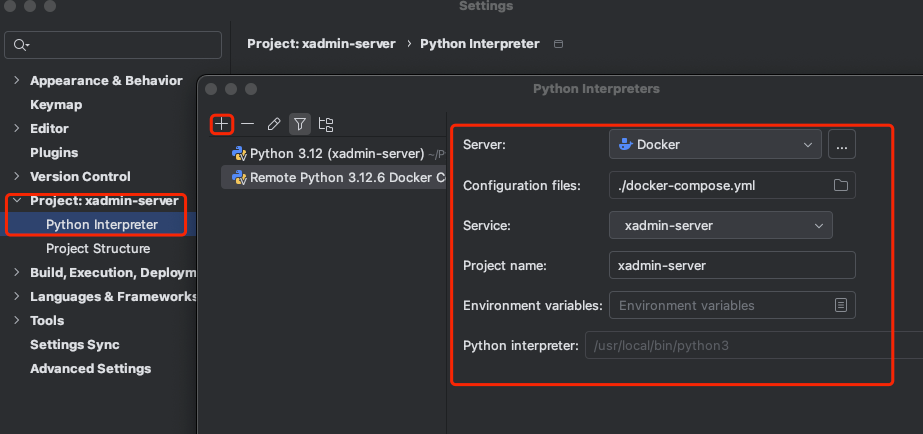 Settings
Project: xadmin-server › Python Interpreter
Appearance & Behavior
Keymap
Editor
Plugins
Version Control
Project: xadmin-server
Python Interpreter
Project Structure
Build, Execution, Deploym
Languages & Frameworks
Tools
Settings Sync
Advanced Settings
Python Interpreters
Python 3.12 (xadmin-server) ~/P
Remote Python 3.12.6 Docker Co
Server: Docker ...
Configuration files: ./docker-compose.yml
Service: xadmin-server
Project name: xadmin-server
Environment variables: Environment variables
Python interpreter: /usr/local/bin/python3